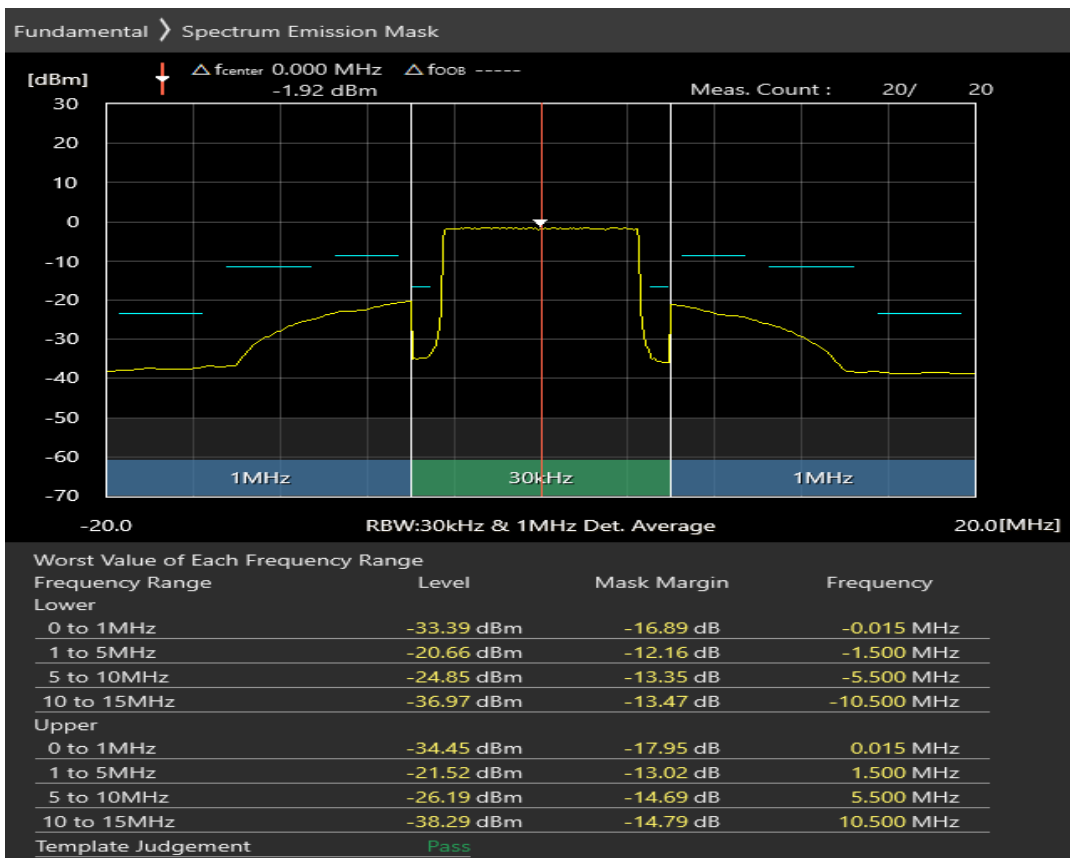 Fundamental ❯ Spectrum Emission Mask
[dBm] △ fcenter 0.000 MHz △ fOOB -----
-1.92 dBm Meas. Count : 20/ 20
30
20
10
0
-10
-20
-30
-40
-50
-60
1MHz 30kHz 1MHz
-70
-20.0 RBW:30kHz & 1MHz Det. Average 20.0[MHz]
Worst Value of Each Frequency Range
Frequency Range Level Mask Margin Frequency
Lower
0 to 1MHz -33.39 dBm -16.89 dB -0.015 MHz
1 to 5MHz -20.66 dBm -12.16 dB -1.500 MHz
5 to 10MHz -24.85 dBm -13.35 dB -5.500 MHz
10 to 15MHz -36.97 dBm -13.47 dB -10.500 MHz
Upper
0 to 1MHz -34.45 dBm -17.95 dB 0.015 MHz
1 to 5MHz -21.52 dBm -13.02 dB 1.500 MHz
5 to 10MHz -26.19 dBm -14.69 dB 5.500 MHz
10 to 15MHz -38.29 dBm -14.79 dB 10.500 MHz
Template Judgement Pass